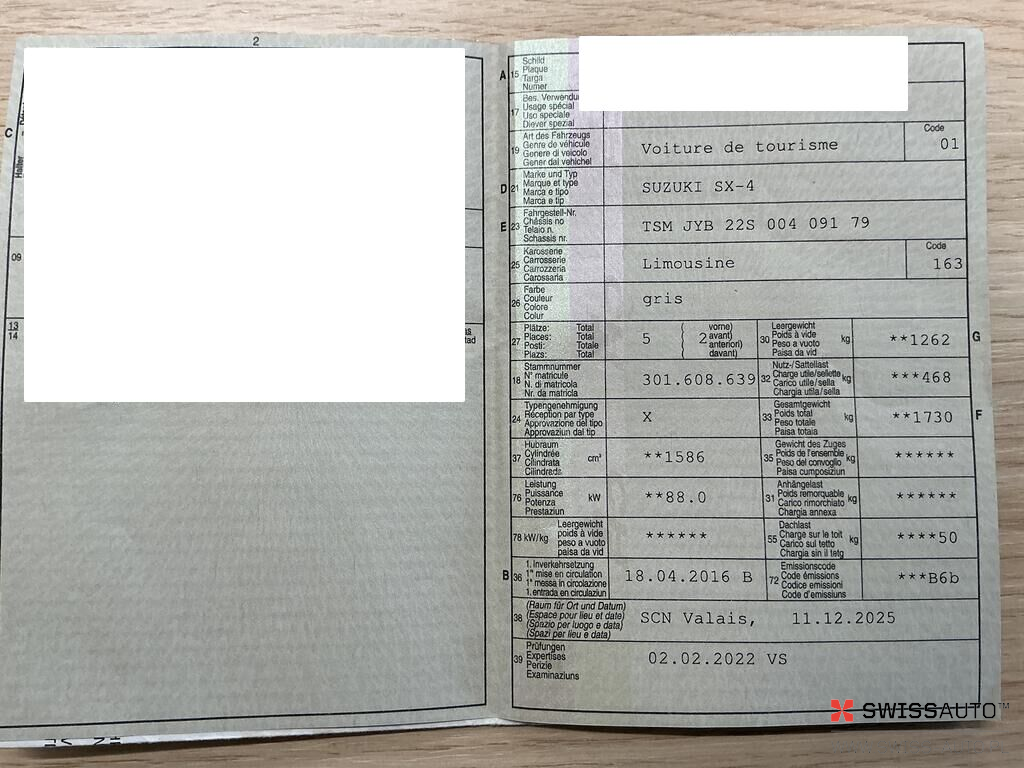 2
C
Halter
09
13
14
A 15 Schild
Plaque
Targa
Numer
17 Bes. Verwendu
Usage spécial
Uso speciale
Diever spezial
19 Art des Fahrzeugs
Genre de véhicule
Genere di veicolo
Gener dal vehichel
Voiture de tourisme
Code
01
D 21 Marke und Typ
Marque et type
Marca e tipo
Marca e tip
SUZUKI SX-4
E 23 Fahrgestell-Nr.
Châssis no
Telaio n.
Schassis nr.
TSM JYB 22S 004 091 79
25 Karosserie
Carrosserie
Carrozzeria
Carossaria
Limousine
Code
163
26 Farbe
Couleur
Colore
Colur
gris
27 Plätze: Total
Places: Total
Posti: Totale
Plazs: Total
5 ( 2 vorne)
( avant)
( anteriori)
( davant)
30 Leergewicht
Poids à vide
Peso a vuoto
Paisa da vid
kg
**1262
G
18 Stammnummer
N° matricule
N. di matricola
Nr. da matricla
301.608.639
32 Nutz-/Sattellast
Charge utile/sellette
Carico utile/sella
Chargia utila/sella
kg
***468
24 Typengenehmigung
Réception par type
Approvazione del tipo
Approvaziun dal tip
X
33 Gesamtgewicht
Poids total
Peso totale
Paisa totala
kg
**1730
F
37 Hubraum
Cylindrée
Cilindrata
Cilindrada
cm³
**1586
35 Gewicht des Zuges
Poids de l'ensemble
Peso del convoglio
Paisa cumposiziun
kg
******
76 Leistung
Puissance
Potenza
Prestaziun
kW
**88.0
31 Anhängelast
Poids remorquable
Carico rimorchiato
Chargia annexa
kg
******
78 kW/kg Leergewicht
poids à vide
peso a vuoto
paisa da vid
******
55 Dachlast
Charge sur le toit
Carico sul tetto
Chargia sin il tetg
kg
****50
B 36 1. Inverkehrsetzung
1re mise en circulation
1a messa in circolazione
1. entrada en circulaziun
18.04.2016 B
72 Emissionscode
Code émissions
Codice emissioni
Code d'emissiuns
***B6b
38 (Raum für Ort und Datum)
(Espace pour lieu et date)
(Spazio per luogo e data)
(Spazi per lieu e data)
SCN Valais, 11.12.2025
39 Prüfungen
Expertises
Perizie
Examinaziuns
02.02.2022 VS
SWISSAUTO™